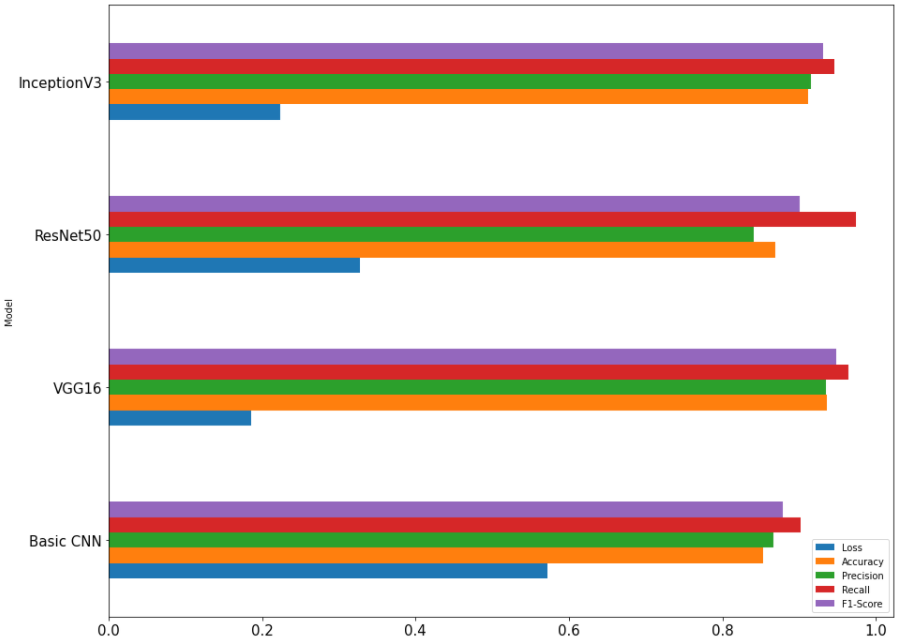 InceptionV3
ResNet50
Model
VGG16
Basic CNN
Loss
Accuracy
Precision
Recall
F1-Score
0.0 0.2 0.4 0.6 0.8 1.0